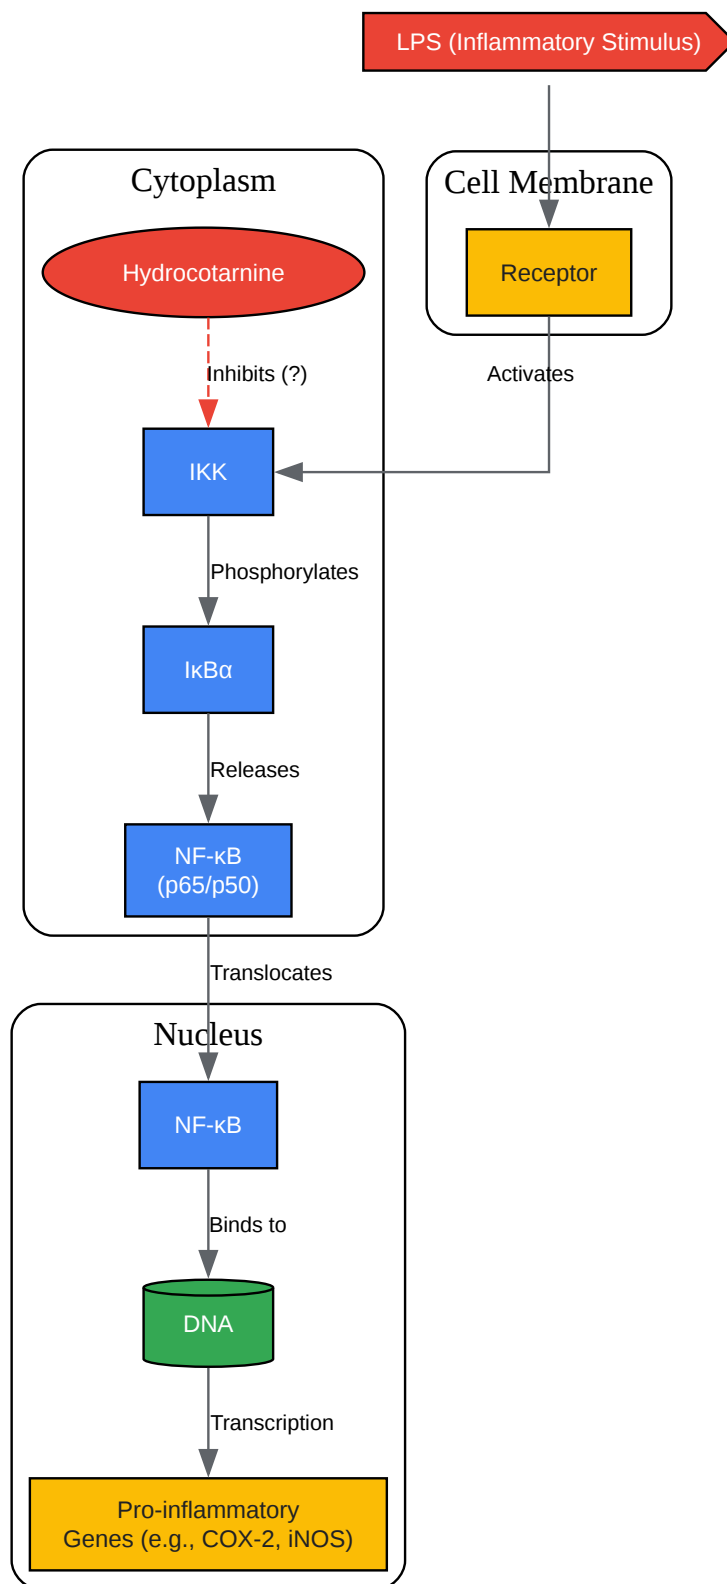 LPS (Inflammatory Stimulus)
Cytoplasm
Cell Membrane
Hydrocotarnine
Receptor
Inhibits (?)
Activates
IKK
Phosphorylates
IκBα
Releases
NF-κB
(p65/p50)
Translocates
Nucleus
NF-κB
Binds to
DNA
Transcription
Pro-inflammatory
Genes (e.g., COX-2, iNOS)